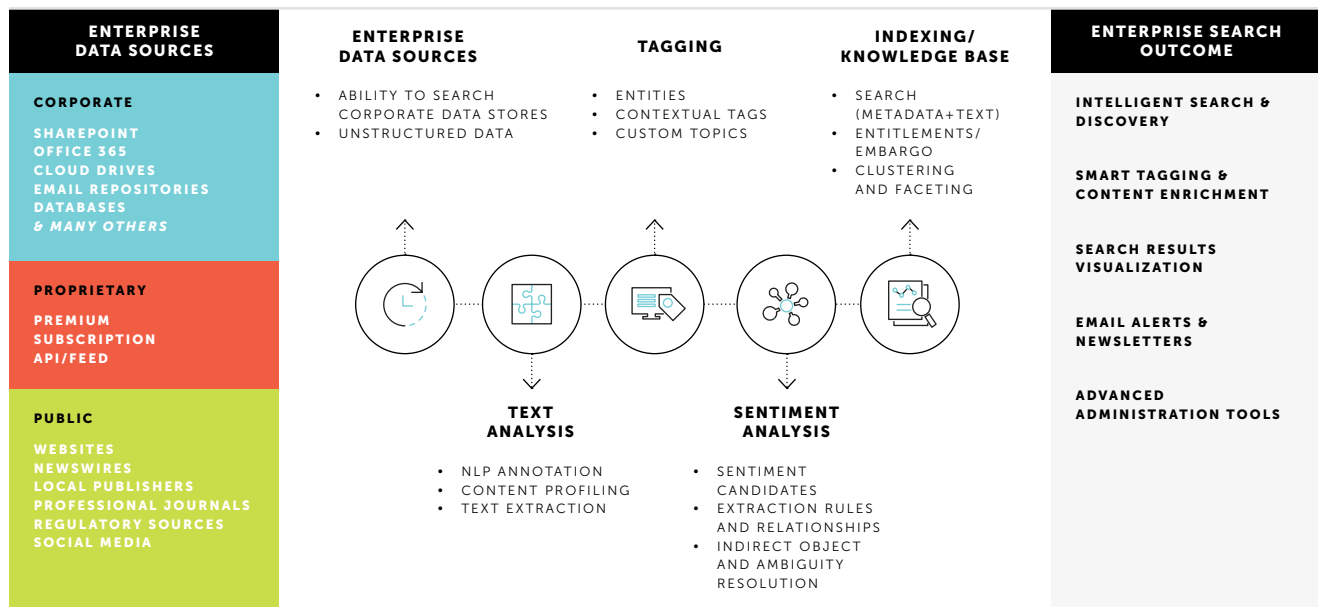 ENTERPRISE
DATA SOURCES
CORPORATE
SHAREPOINT
OFFICE 365
CLOUD DRIVES
EMAIL REPOSITORIES
DATABASES
& MANY OTHERS
PROPRIETARY
PREMIUM
SUBSCRIPTION
API/FEED
PUBLIC
WEBSITES
NEWSWIRES
LOCAL PUBLISHERS
PROFESSIONAL JOURNALS
REGULATORY SOURCES
SOCIAL MEDIA
ENTERPRISE
DATA SOURCES
• ABILITY TO SEARCH
CORPORATE DATA STORES
• UNSTRUCTURED DATA
TEXT
ANALYSIS
• NLP ANNOTATION
• CONTENT PROFILING
• TEXT EXTRACTION
TAGGING
• ENTITIES
• CONTEXTUAL TAGS
• CUSTOM TOPICS
SENTIMENT
ANALYSIS
• SENTIMENT
CANDIDATES
• EXTRACTION RULES
AND RELATIONSHIPS
• INDIRECT OBJECT
AND AMBIGUITY
RESOLUTION
INDEXING/
KNOWLEDGE BASE
• SEARCH
(METADATA+TEXT)
• ENTITLEMENTS/
EMBARGO
• CLUSTERING
AND FACETING
ENTERPRISE SEARCH
OUTCOME
INTELLIGENT SEARCH &
DISCOVERY
SMART TAGGING &
CONTENT ENRICHMENT
SEARCH RESULTS
VISUALIZATION
EMAIL ALERTS &
NEWSLETTERS
ADVANCED
ADMINISTRATION TOOLS